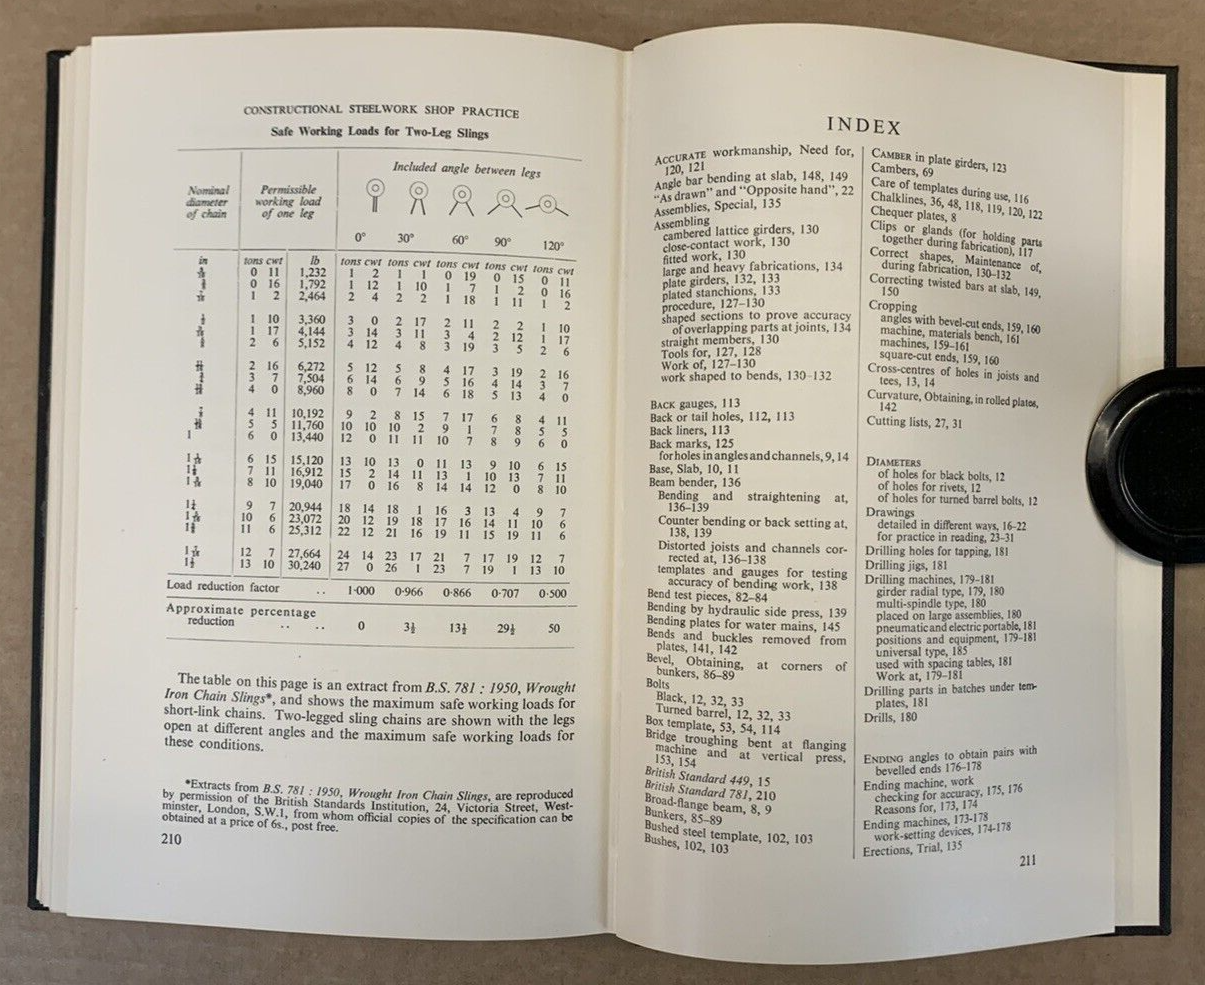 CONSTRUCTIONAL STEELWORK SHOP PRACTICE
Safe Working Loads for Two-Leg Slings
Nominal diameter of chain
Permissible working load of one leg
Included angle between legs
0° 30° 60° 90° 120°
in tons cwt lb tons cwt tons cwt tons cwt tons cwt tons cwt
0 11 1,232 1 2 1 1 0 19 0 15 0 11
0 16 1,792 1 12 1 10 1 7 1 2 0 16
1 2 2,464 2 4 2 2 1 18 1 11 1 2
½ 1 10 3,360 3 0 2 17 2 11 2 2 1 10
1 17 4,144 3 14 3 11 3 4 2 12 1 17
2 6 5,152 4 12 4 8 3 19 3 5 2 6
2 16 6,272 5 12 5 8 4 17 3 19 2 16
¾ 3 7 7,504 6 14 6 9 5 16 4 14 3 7
4 0 8,960 8 0 7 14 6 18 5 13 4 0
⅞ 4 11 10,192 9 2 8 15 7 17 6 8 4 11
5 5 11,760 10 10 10 2 9 1 7 8 5 5
1 6 0 13,440 12 0 11 11 10 7 8 9 6 0
1 1/16 6 15 15,120 13 10 13 0 11 13 9 10 6 15
1⅛ 7 11 16,912 15 2 14 11 13 1 10 13 7 11
1 3/16 8 10 19,040 17 0 16 8 14 14 12 0 8 10
1¼ 9 7 20,944 18 14 18 1 16 3 13 4 9 7
1 5/16 10 6 23,072 20 12 19 18 17 16 14 11 10 6
1⅜ 11 6 25,312 22 12 21 16 19 11 15 19 11 6
1 7/16 12 7 27,664 24 14 23 17 21 7 17 19 12 7
1½ 13 10 30,240 27 0 26 1 23 7 19 1 13 10
Load reduction factor .. 1·000 0·966 0·866 0·707 0·500
Approximate percentage
reduction .. .. 0 3½ 13½ 29½ 50
The table on this page is an extract from B.S. 781 : 1950, Wrought
Iron Chain Slings*, and shows the maximum safe working loads for
short-link chains. Two-legged sling chains are shown with the legs
open at different angles and the maximum safe working loads for
these conditions.
*Extracts from B.S. 781 : 1950, Wrought Iron Chain Slings, are reproduced
by permission of the British Standards Institution, 24, Victoria Street, West-
minster, London, S.W.1, from whom official copies of the specification can be
obtained at a price of 6s., post free.
210
INDEX
ACCURATE workmanship, Need for,
120, 121
Angle bar bending at slab, 148, 149
"As drawn" and "Opposite hand", 22
Assemblies, Special, 135
Assembling
cambered lattice girders, 130
close-contact work, 130
fitted work, 130
large and heavy fabrications, 134
plate girders, 132, 133
plated stanchions, 133
procedure, 127-130
shaped sections to prove accuracy
of overlapping parts at joints, 134
straight members, 130
Tools for, 127, 128
Work of, 127-130
work shaped to bends, 130-132
BACK gauges, 113
Back or tail holes, 112, 113
Back liners, 113
Back marks, 125
for holes in angles and channels, 9, 14
Base, Slab, 10, 11
Beam bender, 136
Bending and straightening at,
136-139
Counter bending or back setting at,
138, 139
Distorted joists and channels cor-
rected at, 136-138
templates and gauges for testing
accuracy of bending work, 138
Bend test pieces, 82-84
Bending by hydraulic side press, 139
Bending plates for water mains, 145
Bends and buckles removed from
plates, 141, 142
Bevel, Obtaining, at corners of
bunkers, 86-89
Bolts
Black, 12, 32, 33
Turned barrel, 12, 32, 33
Box template, 53, 54, 114
Bridge troughing bent at flanging
machine and at vertical press,
153, 154
British Standard 449, 15
British Standard 781, 210
Broad-flange beam, 8, 9
Bunkers, 85-89
Bushed steel template, 102, 103
Bushes, 102, 103
CAMBER in plate girders, 123
Cambers, 69
Care of templates during use, 116
Chalklines, 36, 48, 118, 119, 120, 122
Chequer plates, 8
Clips or glands (for holding parts
together during fabrication), 117
Correct shapes, Maintenance of,
during fabrication, 130-132
Correcting twisted bars at slab, 149,
150
Cropping
angles with bevel-cut ends, 159, 160
machine, materials bench, 161
machines, 159-161
square-cut ends, 159, 160
Cross-centres of holes in joists and
tees, 13, 14
Curvature, Obtaining, in rolled plates,
142
Cutting lists, 27, 31
DIAMETERS
of holes for black bolts, 12
of holes for rivets, 12
of holes for turned barrel bolts, 12
Drawings
detailed in different ways, 16-22
for practice in reading, 23-31
Drilling holes for tapping, 181
Drilling jigs, 181
Drilling machines, 179-181
girder radial type, 179, 180
multi-spindle type, 180
placed on large assemblies, 180
pneumatic and electric portable, 181
positions and equipment, 179-181
universal type, 185
used with spacing tables, 181
Work at, 179-181
Drilling parts in batches under tem-
plates, 181
Drills, 180
ENDING angles to obtain pairs with
bevelled ends 176-178
Ending machine, work
checking for accuracy, 175, 176
Reasons for, 173, 174
Ending machines, 173-178
work-setting devices, 174-178
Erections, Trial, 135
211